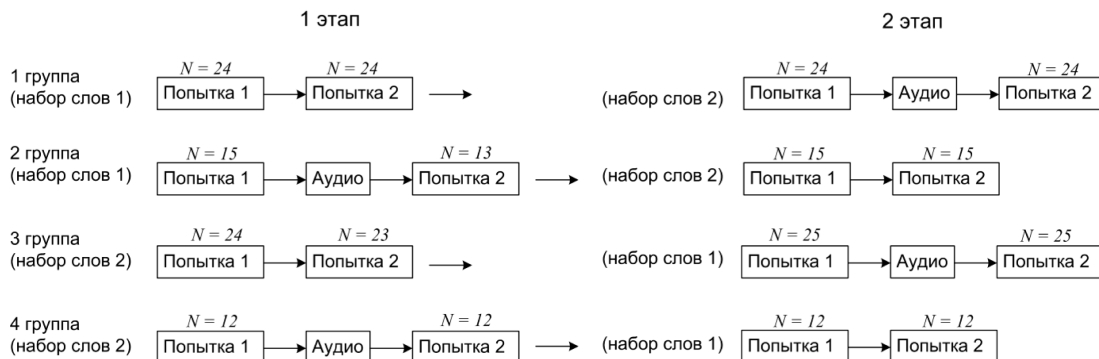 1 этап 2 этап
N = 24 N = 24 N = 24 N = 24
1 группа
(набор слов 1) Попытка 1 Попытка 2 (набор слов 2) Попытка 1 Аудио Попытка 2
N = 15 N = 13 N = 15 N = 15
2 группа
(набор слов 1) Попытка 1 Аудио Попытка 2 (набор слов 2) Попытка 1 Попытка 2
N = 24 N = 23 N = 25 N = 25
3 группа
(набор слов 2) Попытка 1 Попытка 2 (набор слов 1) Попытка 1 Аудио Попытка 2
N = 12 N = 12 N = 12 N = 12
4 группа
(набор слов 2) Попытка 1 Аудио Попытка 2 (набор слов 1) Попытка 1 Попытка 2